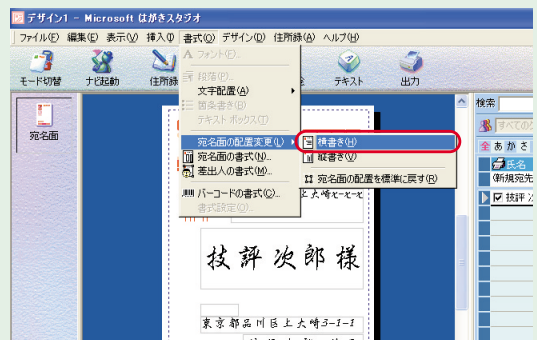 デザイン1 - Microsoft はがきスタジオ
ファイル(F) 編集(E) 表示(V) 挿入(I) 書式(O) デザイン(D) 住所録(A) ヘルプ(H)
モード切替 ナビ起動 住所録 テキスト 出力
フォント(F)...
段落(P)...
文字配置(A)
箇条書き(B)
テキスト ボックス(T)
宛名面の配置変更(L)
宛名面の書式(N)...
差出人の書式(M)...
バーコードの書式(C)...
書式設定(O)...
横書き(H)
縦書き(V)
宛名面の配置を標準に戻す(R)
宛名面
検索
すべての
全 あ か さ
氏名
(新規宛先
技評
上大崎x-x-x
技評次郎様
東京都品川区上大崎3-1-1